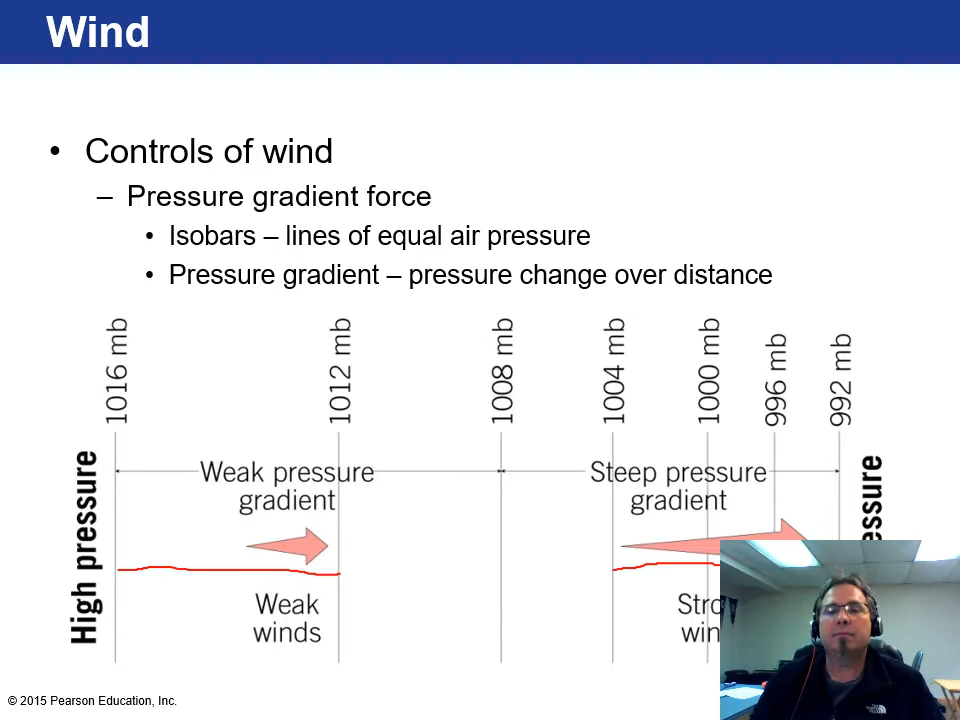 Wind
• Controls of wind
– Pressure gradient force
• Isobars – lines of equal air pressure
• Pressure gradient – pressure change over distance
1016 mb
1012 mb
1008 mb
1004 mb
1000 mb
996 mb
992 mb
High pressure
Weak pressure
gradient
Steep pressure
gradient
Weak
winds
© 2015 Pearson Education, Inc.